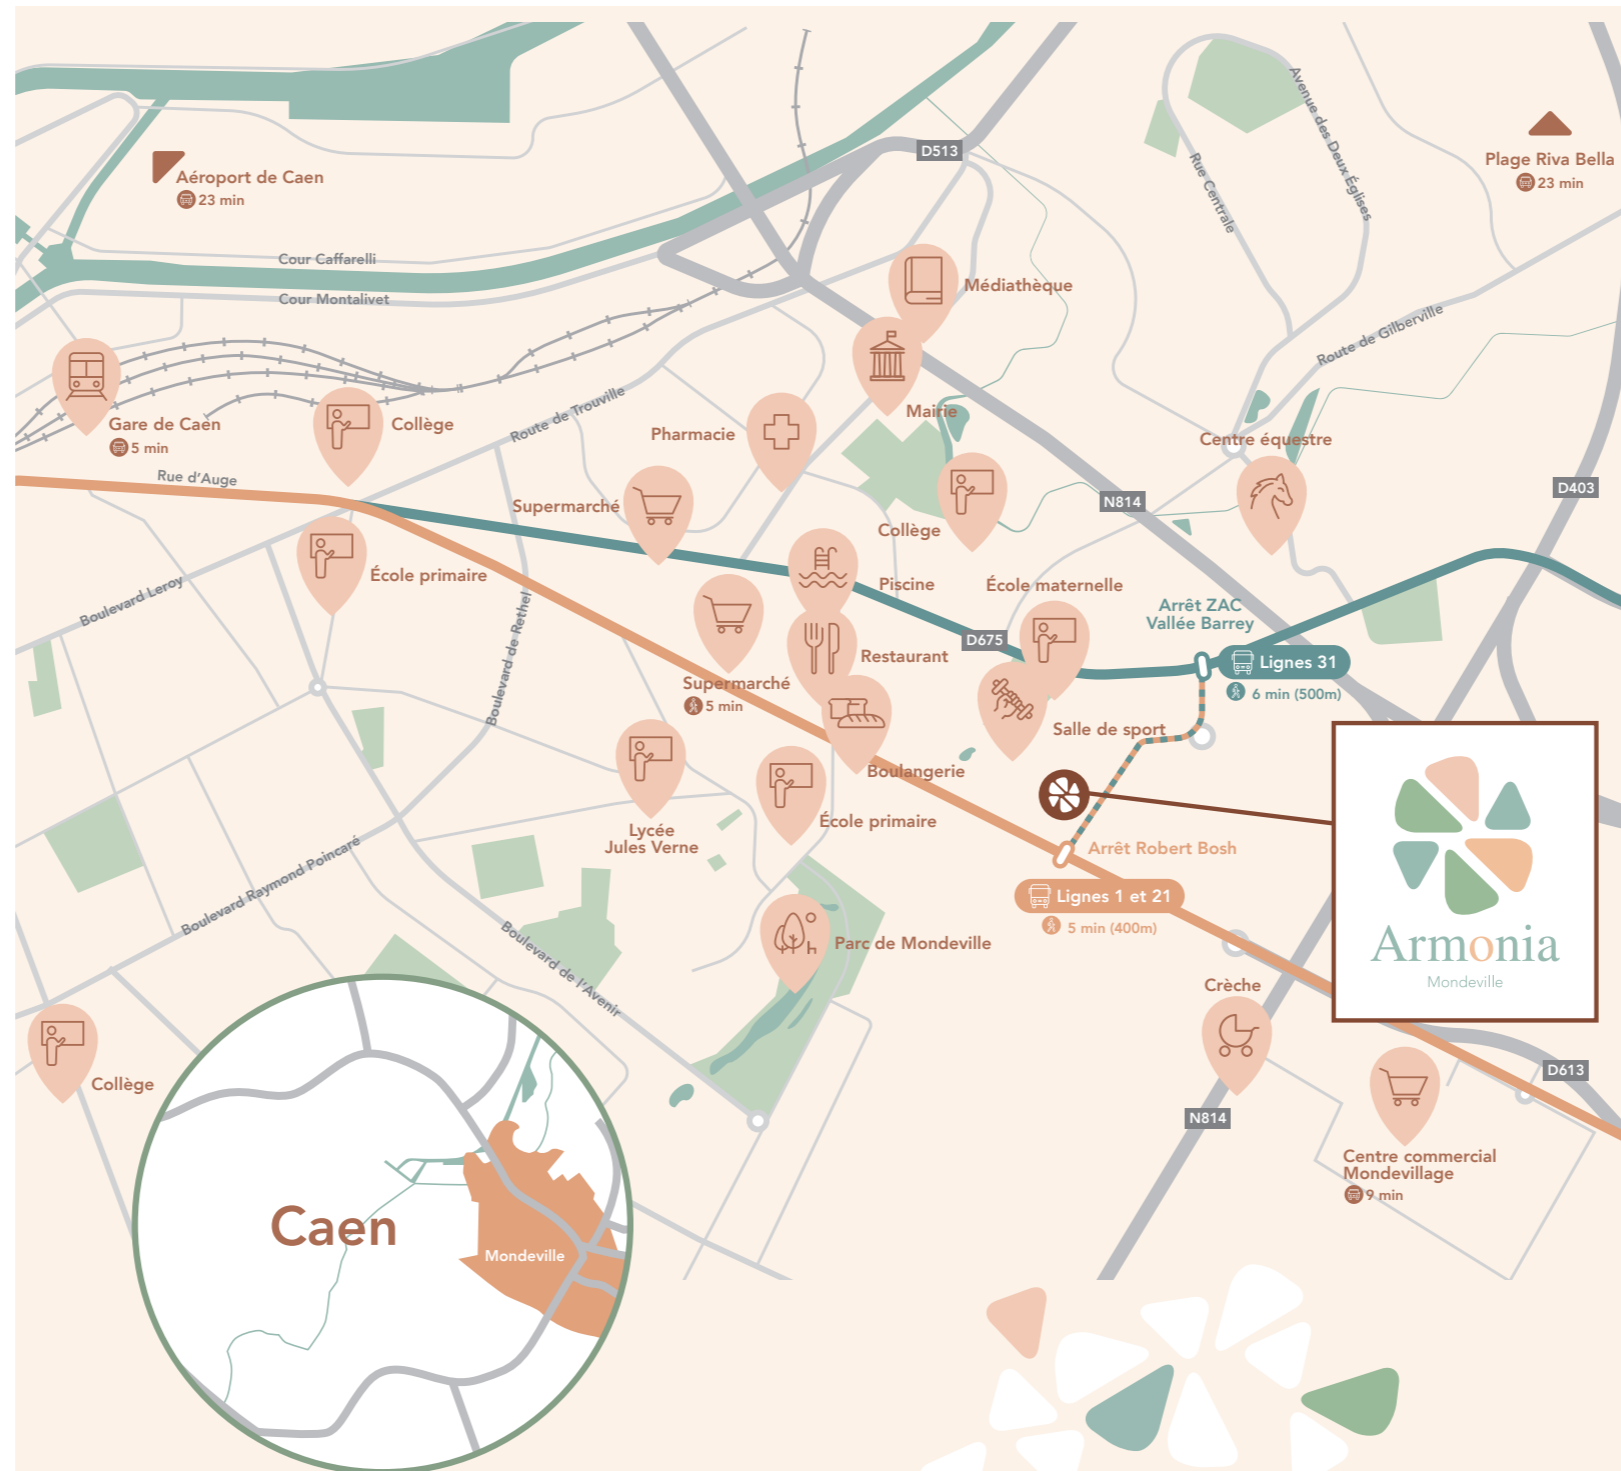 D513
Avenue des Deux Églises
Rue Centrale
Plage Riva Bella
23 min
Aéroport de Caen
23 min
Cour Caffarelli
Cour Montalivet
Médiathèque
Route de Gilberville
Mairie
Gare de Caen
5 min
Collège
Route de Trouville
Pharmacie
Centre équestre
Rue d'Auge
Supermarché
N814
D403
Collège
École primaire
Boulevard Leroy
Boulevard de Rethel
Piscine
École maternelle
Arrêt ZAC
Vallée Barrey
D675
Restaurant
Lignes 31
6 min (500m)
Supermarché
5 min
Salle de sport
Boulangerie
Lycée
Jules Verne
École primaire
Arrêt Robert Bosh
Lignes 1 et 21
5 min (400m)
Armonia
Mondeville
Boulevard Raymond Poincaré
Boulevard de l'Avenir
Parc de Mondeville
Crèche
Collège
D613
N814
Centre commercial
Mondevillage
9 min
Caen
Mondeville